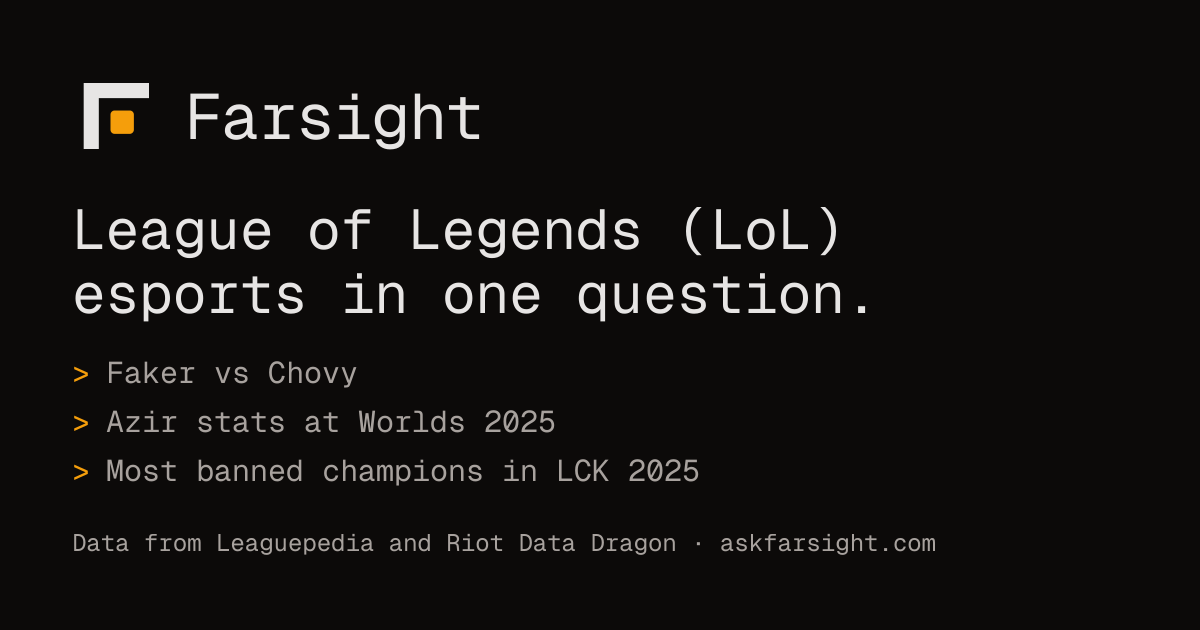 Farsight
League of Legends (LoL)
esports in one question.
> Faker vs Chovy
> Azir stats at Worlds 2025
> Most banned champions in LCK 2025
Data from Leaguepedia and Riot Data Dragon · askfarsight.com